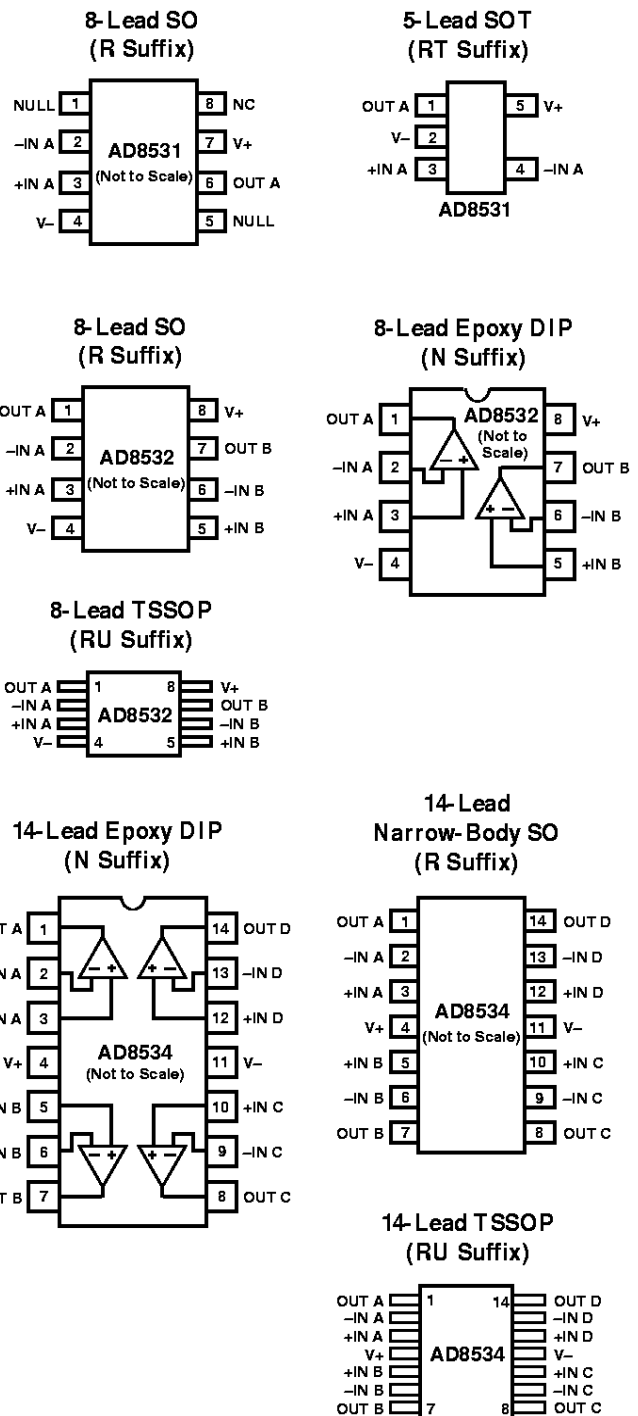 8-Lead SO
(R Suffix)
NULL 1
8 NC
–IN A 2
7 V+
+IN A 3
6 OUT A
V– 4
5 NULL
AD8531
(Not to Scale)
5-Lead SOT
(RT Suffix)
OUT A 1
5 V+
V– 2
+IN A 3
4 –IN A
AD8531
8-Lead SO
(R Suffix)
OUT A 1
8 V+
–IN A 2
7 OUT B
+IN A 3
6 –IN B
V– 4
5 +IN B
AD8532
(Not to Scale)
8-Lead Epoxy DIP
(N Suffix)
OUT A 1
8 V+
–IN A 2
7 OUT B
+IN A 3
6 –IN B
V– 4
5 +IN B
AD8532
(Not to
Scale)
– +
+ –
8-Lead TSSOP
(RU Suffix)
OUT A 1
8 V+
–IN A
OUT B
+IN A
–IN B
V– 4
5 +IN B
AD8532
14-Lead Epoxy DIP
(N Suffix)
T A 1
14 OUT D
N A 2
13 –IN D
N A 3
12 +IN D
V+ 4
11 V–
N B 5
10 +IN C
N B 6
9 –IN C
T B 7
8 OUT C
– +
+ –
AD8534
(Not to Scale)
– +
+ –
14-Lead
Narrow-Body SO
(R Suffix)
OUT A 1
14 OUT D
–IN A 2
13 –IN D
+IN A 3
12 +IN D
V+ 4
11 V–
+IN B 5
10 +IN C
–IN B 6
9 –IN C
OUT B 7
8 OUT C
AD8534
(Not to Scale)
14-Lead TSSOP
(RU Suffix)
OUT A 1
14 OUT D
–IN A
–IN D
+IN A
+IN D
V+
V–
+IN B
+IN C
–IN B
–IN C
OUT B 7
8 OUT C
AD8534